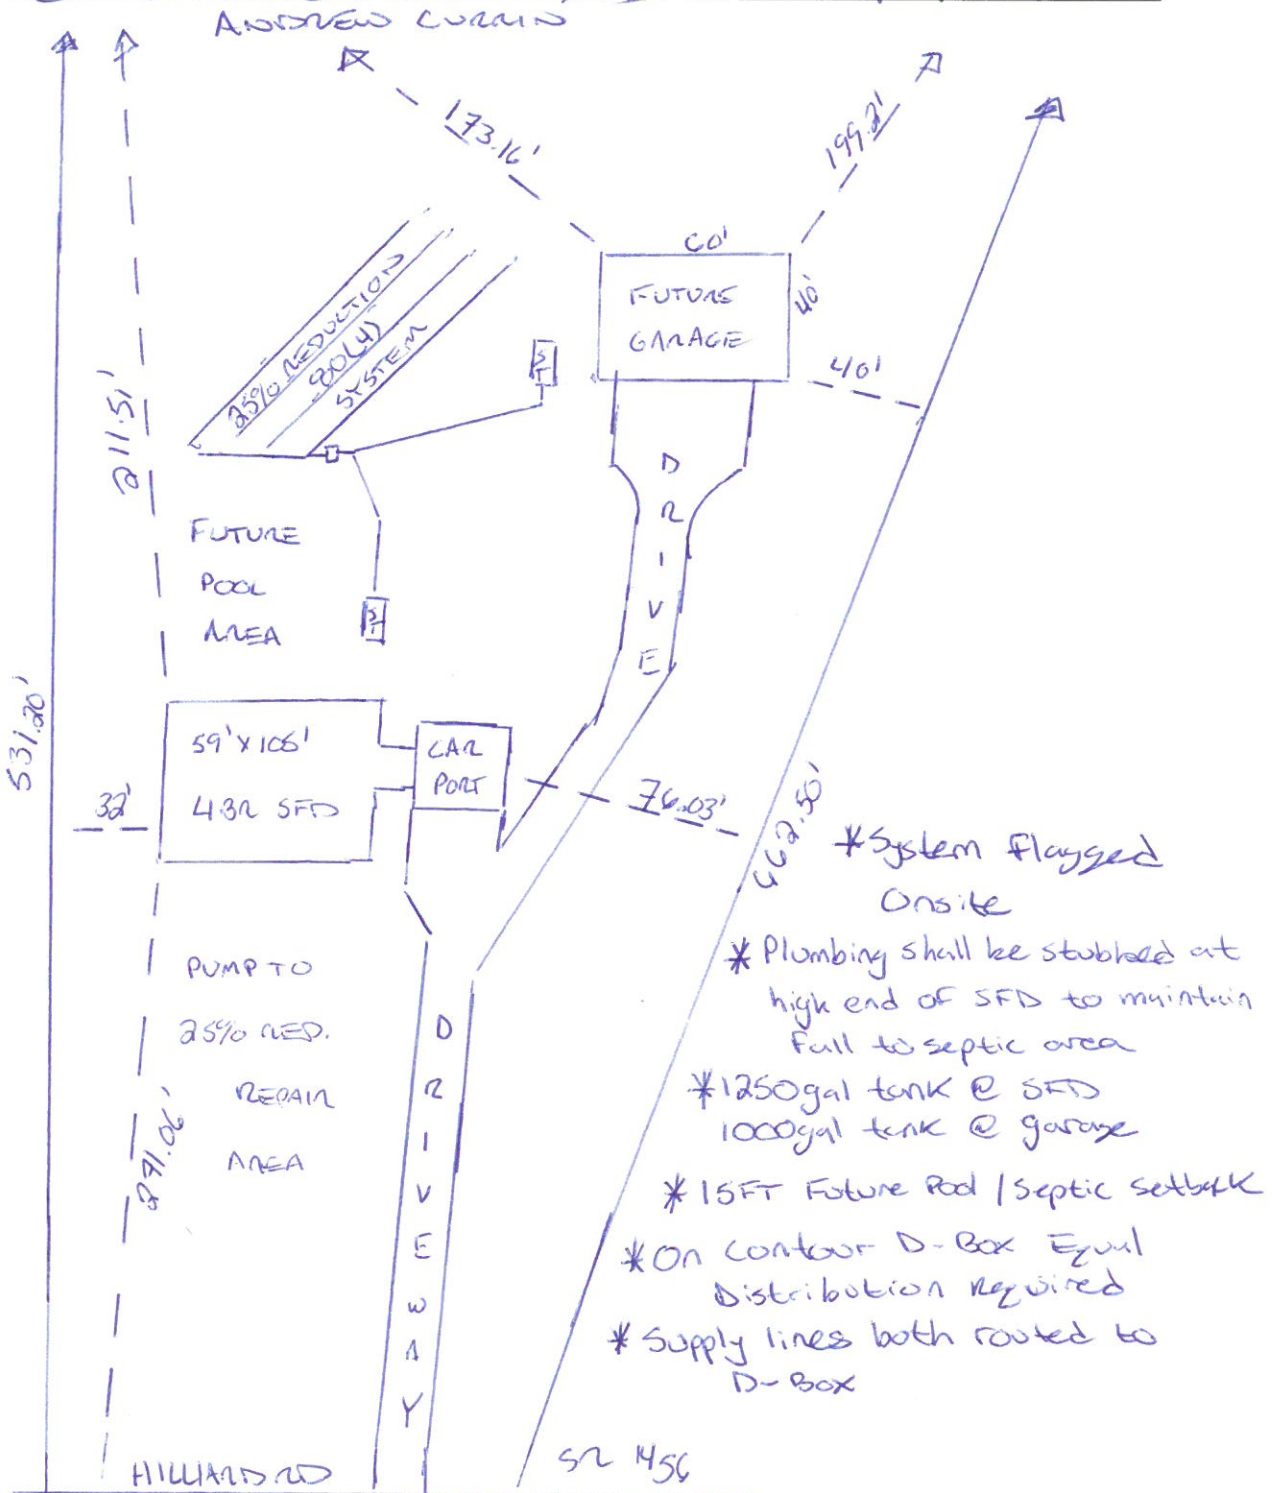 ANDREW CURRIN
173.16'
199.2'
60'
FUTURE
GARAGE
40'
40'
25% REDUCTION
80(4)
SYSTEM
ST
211.51'
D
R
I
V
E
FUTURE
POOL
AREA
ST
531.20'
59' X 106'
4BR SFD
CAR
PORT
32'
76.03'
662.50'
*System flagged
Onsite
*Plumbing shall be stubbed at
high end of SFD to maintain
Fall to septic area
*1250gal tank @ SFD
1000gal tank @ garage
*15FT Future Pool / Septic setback
*On contour D-Box Equal
Distribution Required
*Supply lines both routed to
D-Box
PUMP TO
25% RED.
REPAIR
AREA
271.06'
D
R
I
V
E
W
A
Y
HILLIARD RD
SR 1456